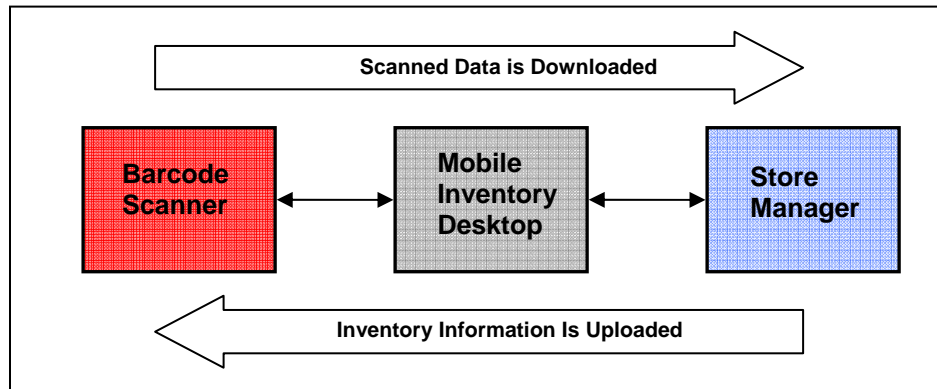 Scanned Data is Downloaded
Barcode
Scanner
Mobile
Inventory
Desktop
Store
Manager
Inventory Information Is Uploaded